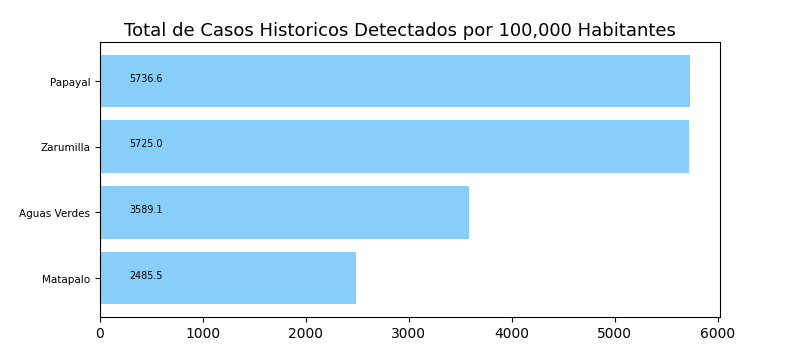 Total de Casos Historicos Detectados por 100,000 Habitantes
Papayal 5736.6
Zarumilla 5725.0
Aguas Verdes 3589.1
Matapalo 2485.5
0 1000 2000 3000 4000 5000 6000